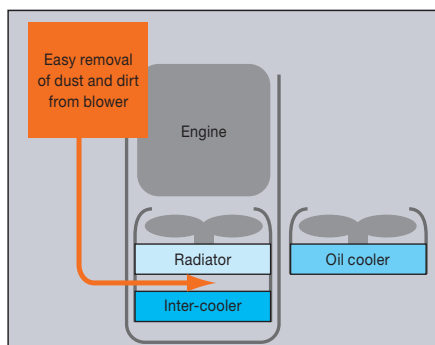 Easy removal
of dust and dirt
from blower
Engine
Radiator
Oil cooler
Inter-cooler